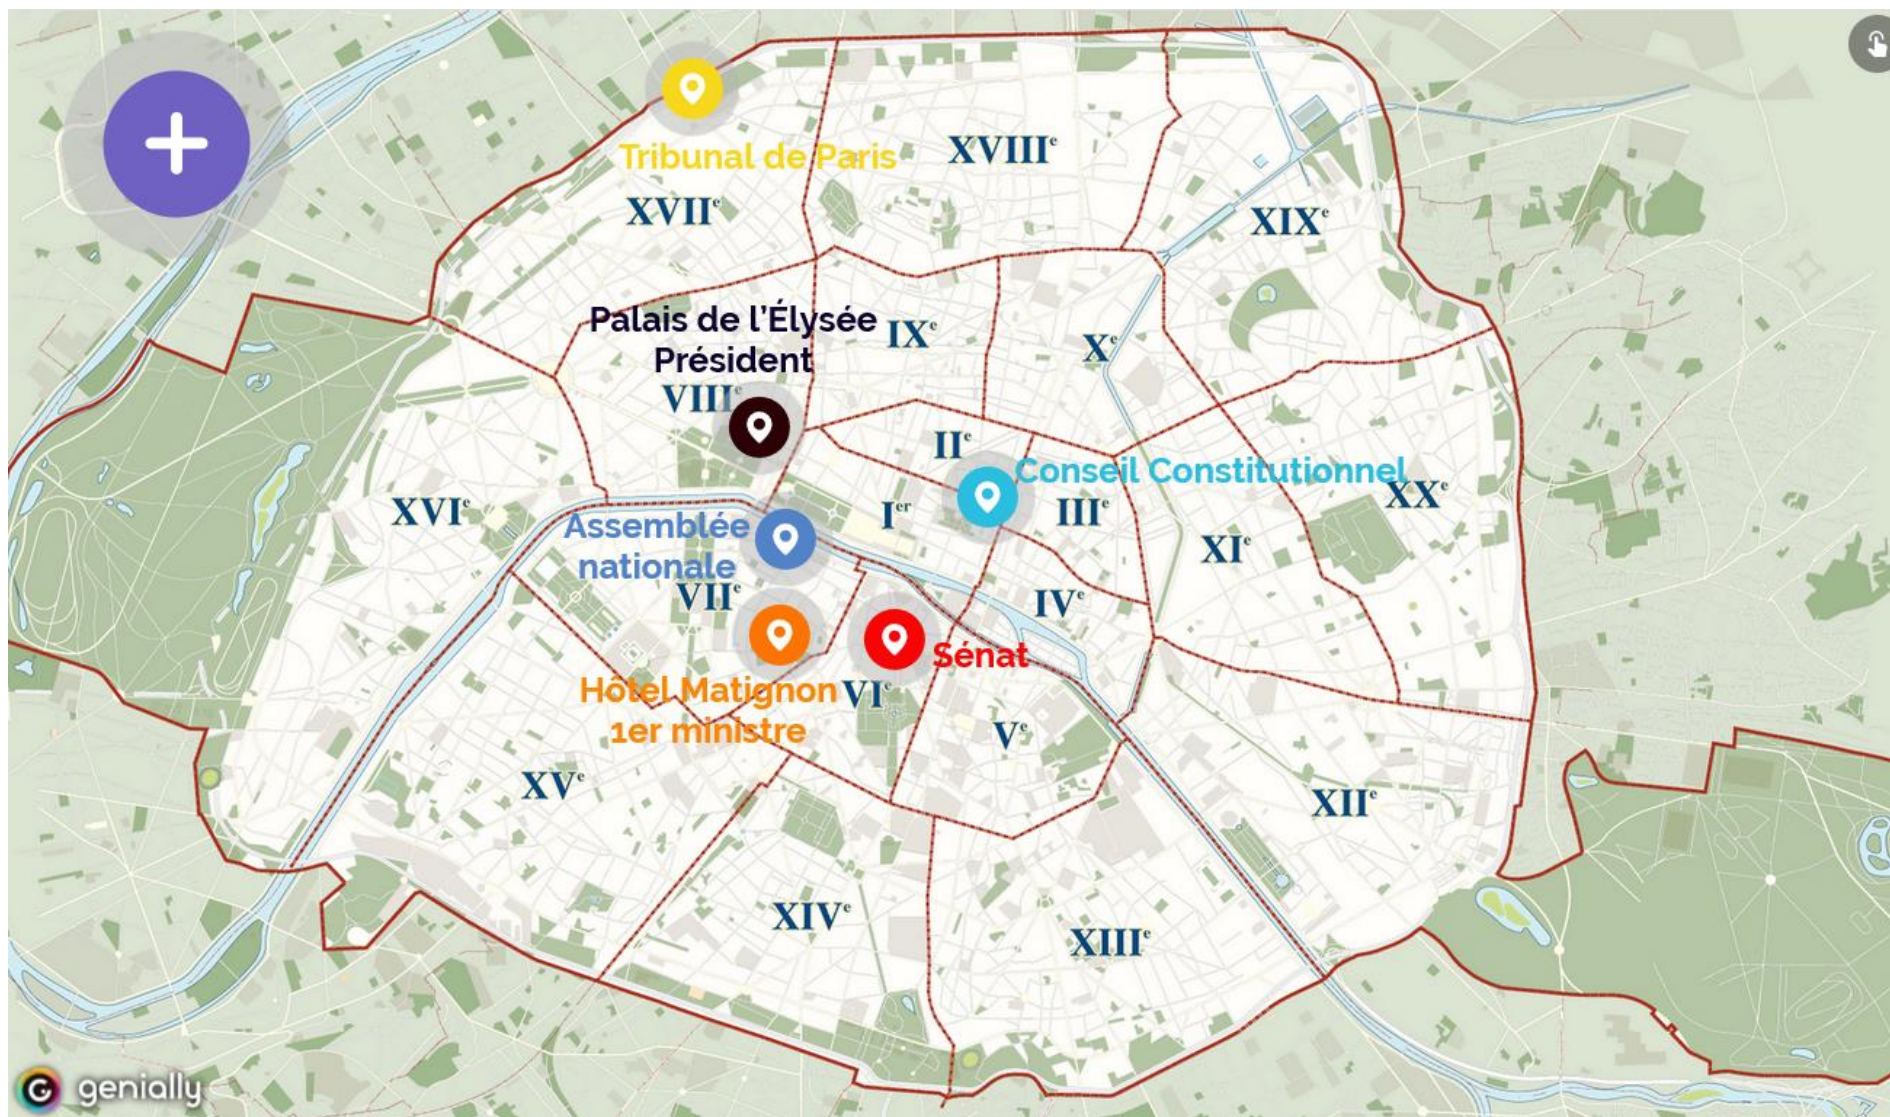 Tribunal de Paris
XVIIIᵉ
XVIIᵉ
XIXᵉ
Palais de l'Élysée
Président
IXᵉ
Xᵉ
VIIIᵉ
IIᵉ
Conseil Constitutionnel
XVIᵉ
Iᵉʳ
IIIᵉ
XXᵉ
Assemblée
nationale
XIᵉ
VIIᵉ
IVᵉ
Sénat
Hôtel Matignon
1er ministre
VIᵉ
Vᵉ
XVᵉ
XIIᵉ
XIVᵉ
XIIIᵉ
genially